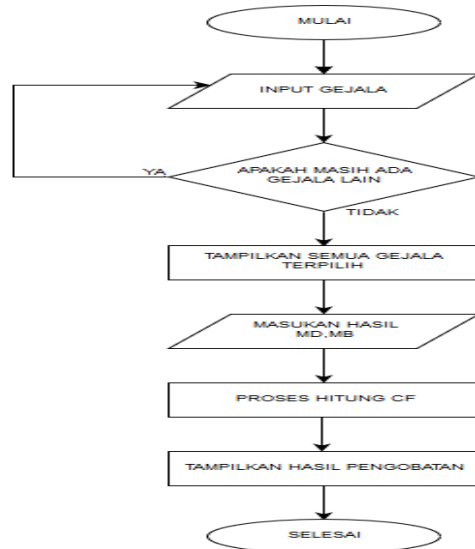 MULAI
INPUT GEJALA
APAKAH MASIH ADA
GEJALA LAIN
YA
TIDAK
TAMPILKAN SEMUA GEJALA
TERPILIH
MASUKAN HASIL
MD,MB
PROSES HITUNG CF
TAMPILKAN HASIL PENGOBATAN
SELESAI